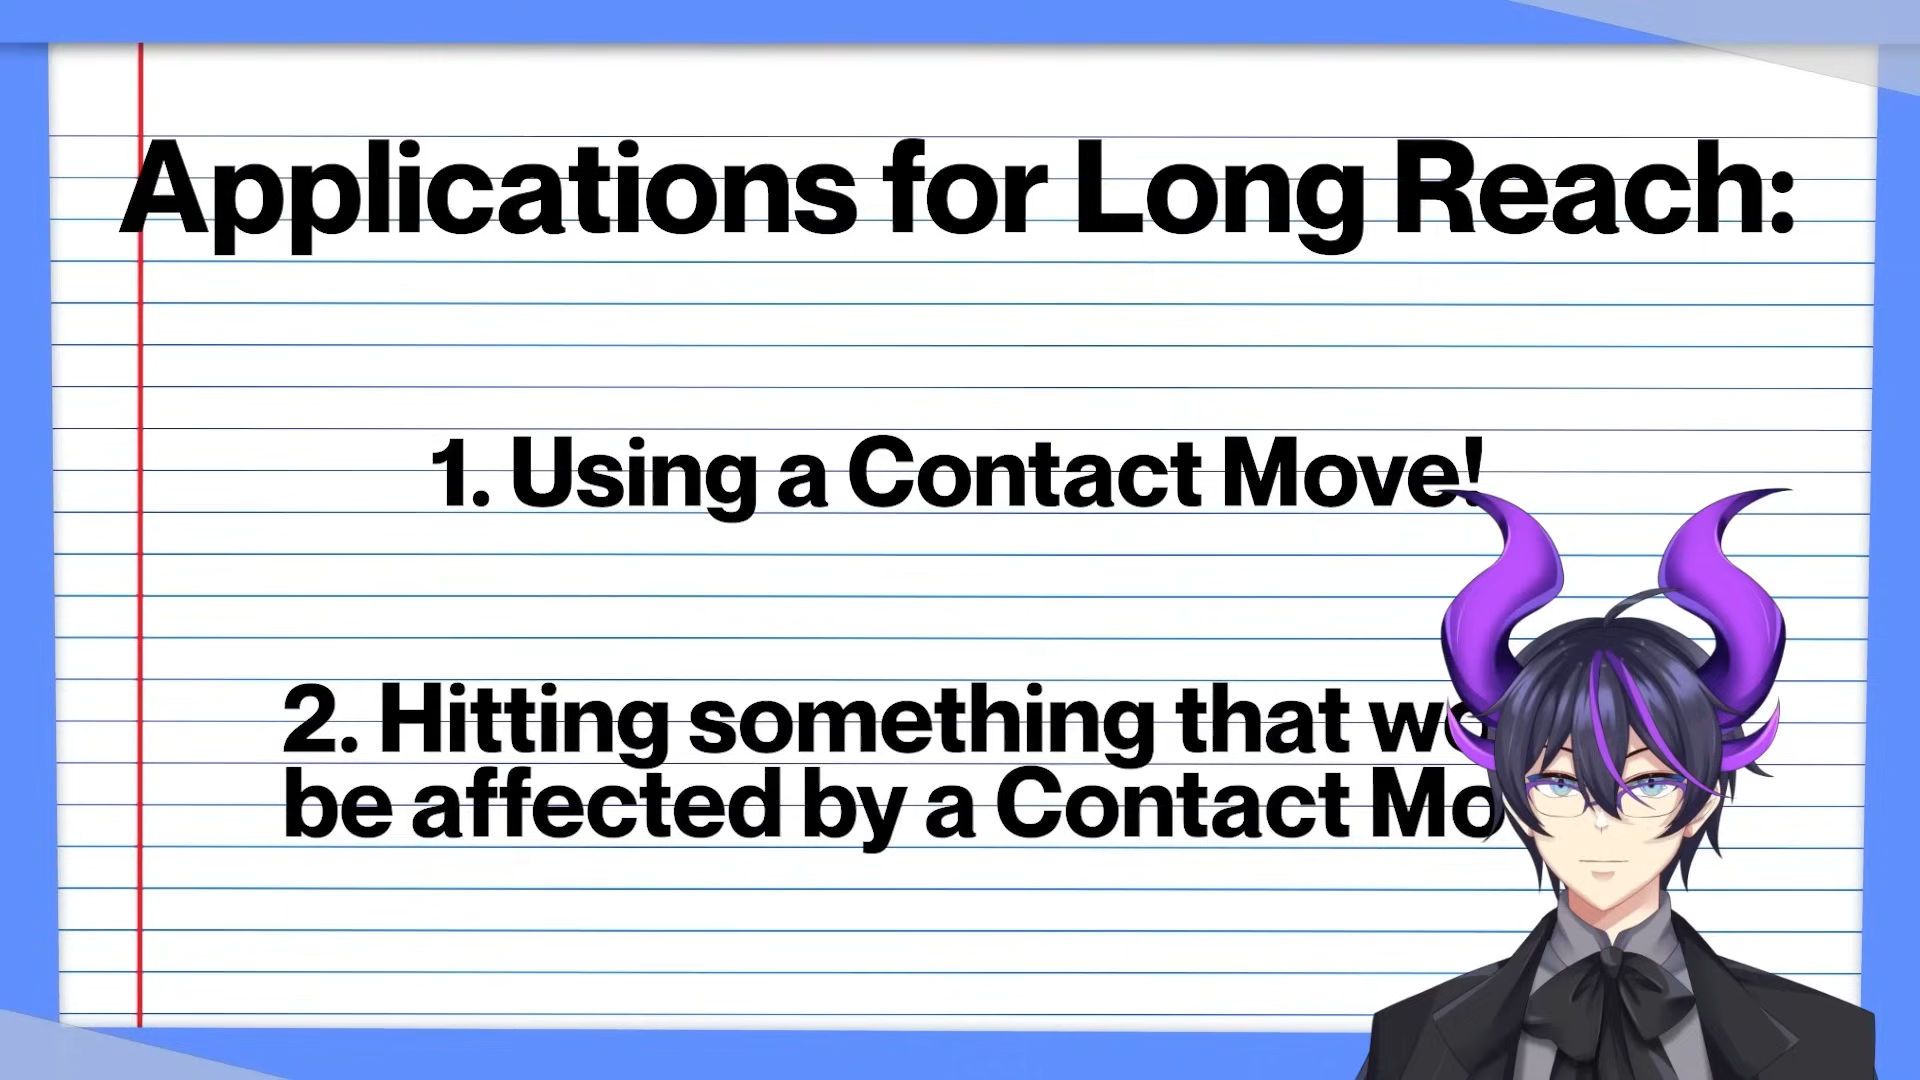 Applications for Long Reach:
1. Using a Contact Move!
2. Hitting something that
be affected by a Contact